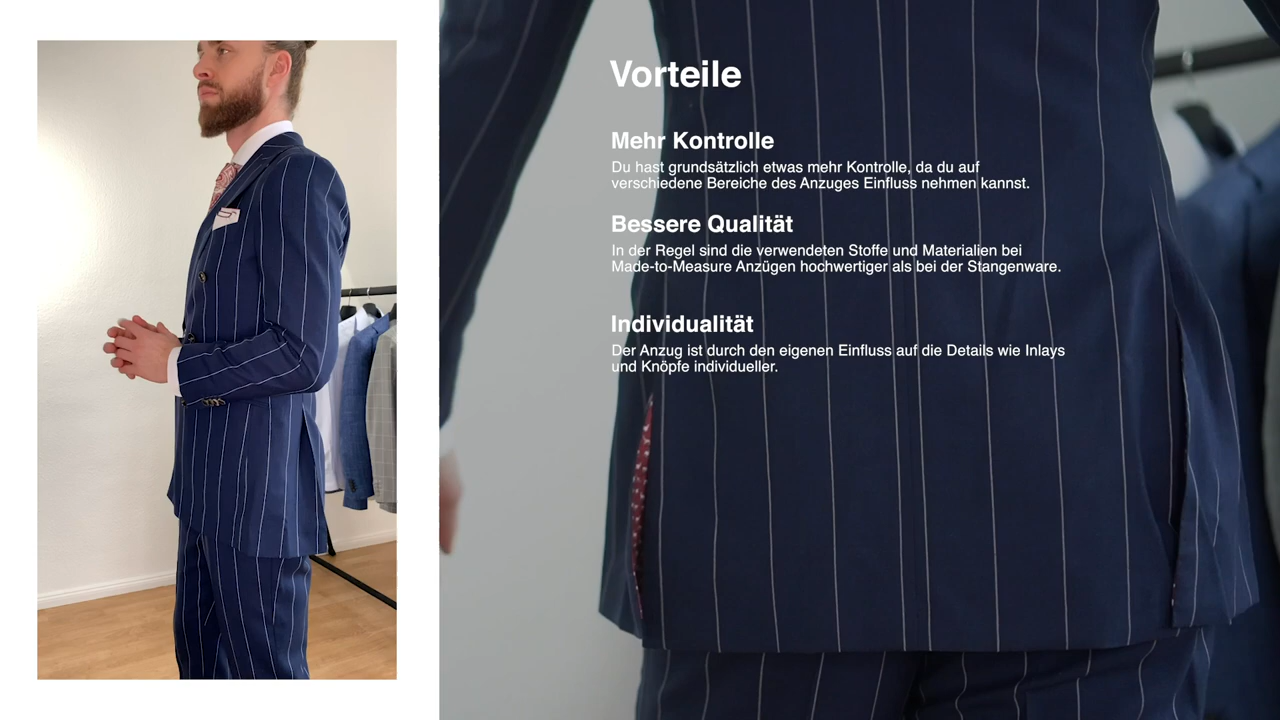 Vorteile
Mehr Kontrolle
Du hast grundsätzlich etwas mehr Kontrolle, da du auf
verschiedene Bereiche des Anzuges Einfluss nehmen kannst.
Bessere Qualität
In der Regel sind die verwendeten Stoffe und Materialien bei
Made-to-Measure Anzügen hochwertiger als bei der Stangenware.
Individualität
Der Anzug ist durch den eigenen Einfluss auf die Details wie Inlays
und Knöpfe individueller.